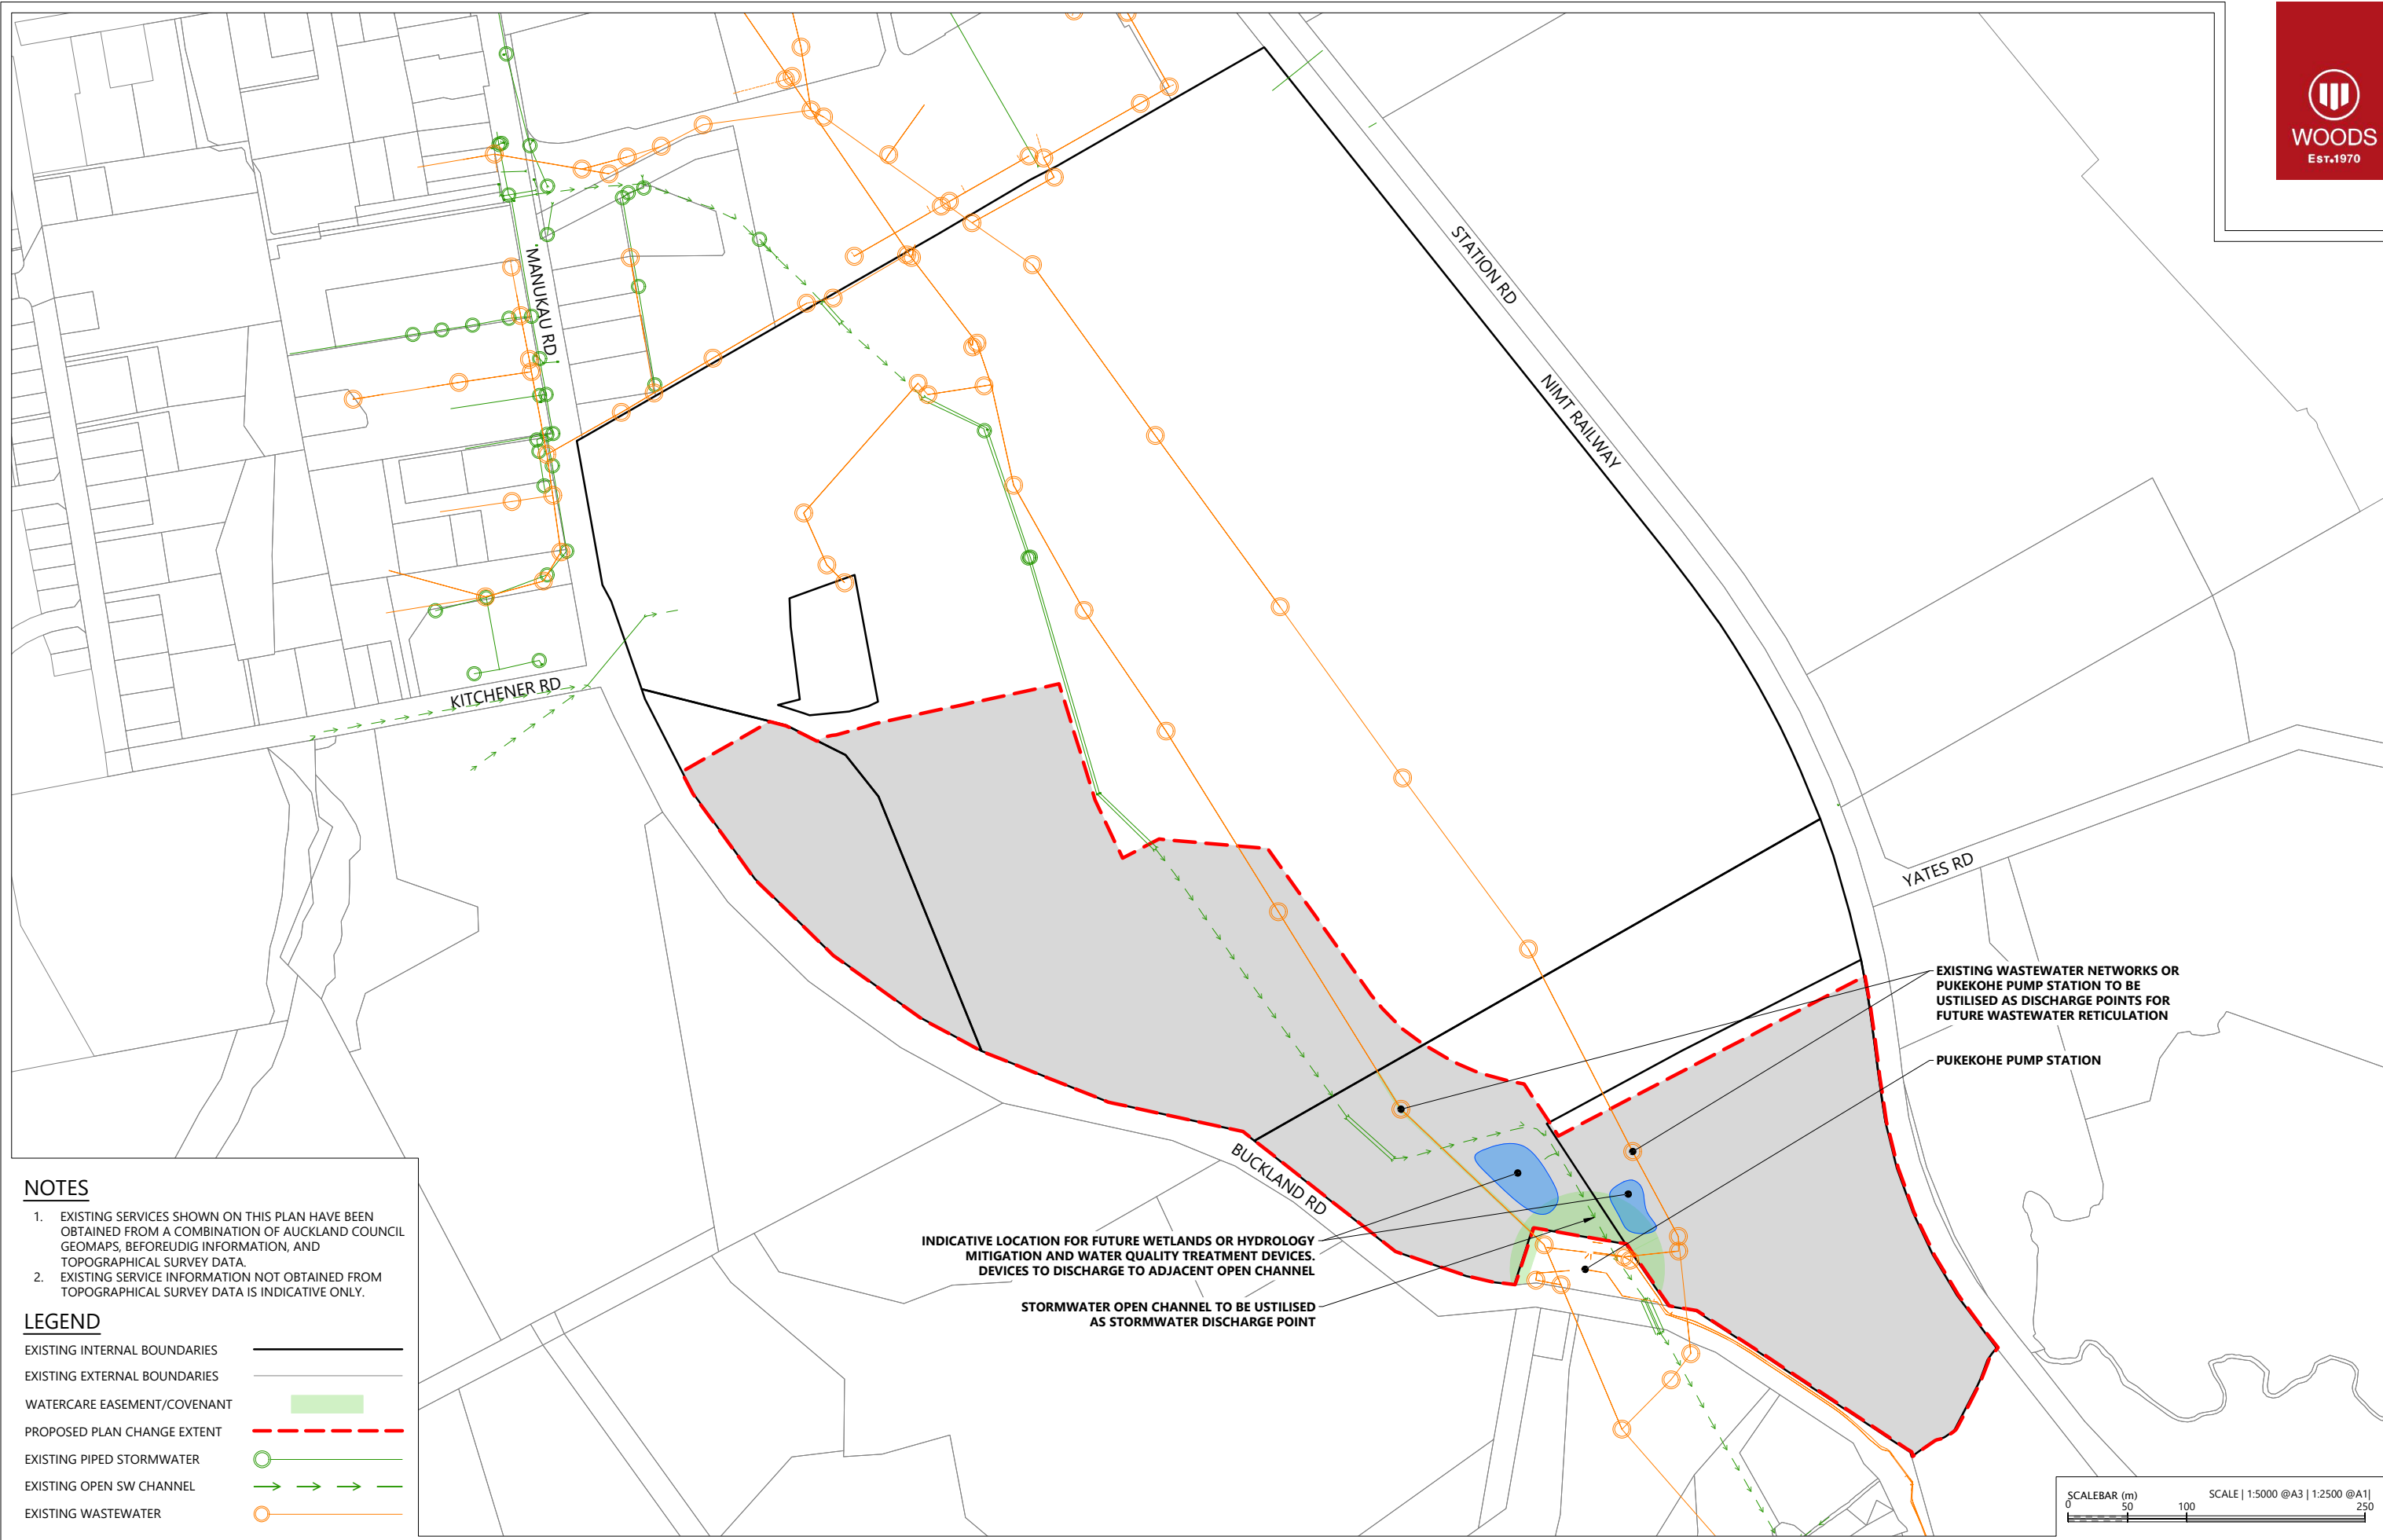 WOODS
EST.1970
MANUKAU RD
STATION RD
NIMT RAILWAY
KITCHENER RD
YATES RD
BUCKLAND RD
EXISTING WASTEWATER NETWORKS OR
PUKEKOHE PUMP STATION TO BE
USTILISED AS DISCHARGE POINTS FOR
FUTURE WASTEWATER RETICULATION
PUKEKOHE PUMP STATION
INDICATIVE LOCATION FOR FUTURE WETLANDS OR HYDROLOGY
MITIGATION AND WATER QUALITY TREATMENT DEVICES.
DEVICES TO DISCHARGE TO ADJACENT OPEN CHANNEL
STORMWATER OPEN CHANNEL TO BE USTILISED
AS STORMWATER DISCHARGE POINT
NOTES
1. EXISTING SERVICES SHOWN ON THIS PLAN HAVE BEEN
OBTAINED FROM A COMBINATION OF AUCKLAND COUNCIL
GEOMAPS, BEFOREUDIG INFORMATION, AND
TOPOGRAPHICAL SURVEY DATA.
2. EXISTING SERVICE INFORMATION NOT OBTAINED FROM
TOPOGRAPHICAL SURVEY DATA IS INDICATIVE ONLY.
LEGEND
EXISTING INTERNAL BOUNDARIES
EXISTING EXTERNAL BOUNDARIES
WATERCARE EASEMENT/COVENANT
PROPOSED PLAN CHANGE EXTENT
EXISTING PIPED STORMWATER
EXISTING OPEN SW CHANNEL
EXISTING WASTEWATER
SCALEBAR (m) SCALE | 1:5000 @A3 | 1:2500 @A1|
0 50 100 250